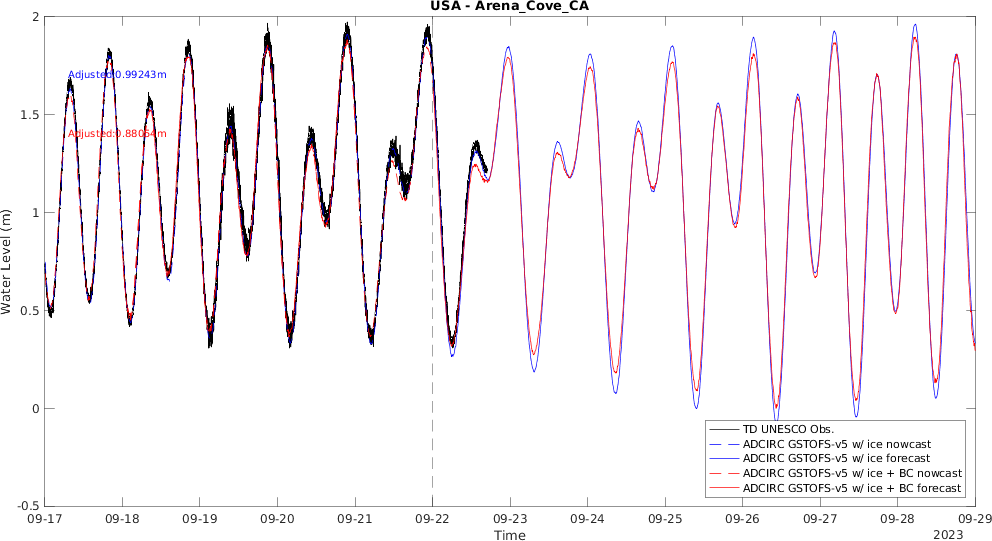 USA - Arena_Cove_CA
2
1.5
1
0.5
0
-0.5
Water Level (m)
Adjusted:0.99243m
Adjusted:0.88064m
TD UNESCO Obs.
ADCIRC GSTOFS-v5 w/ ice nowcast
ADCIRC GSTOFS-v5 w/ ice forecast
ADCIRC GSTOFS-v5 w/ ice + BC nowcast
ADCIRC GSTOFS-v5 w/ ice + BC forecast
09-17 09-18 09-19 09-20 09-21 09-22 09-23 09-24 09-25 09-26 09-27 09-28 09-29
Time
2023